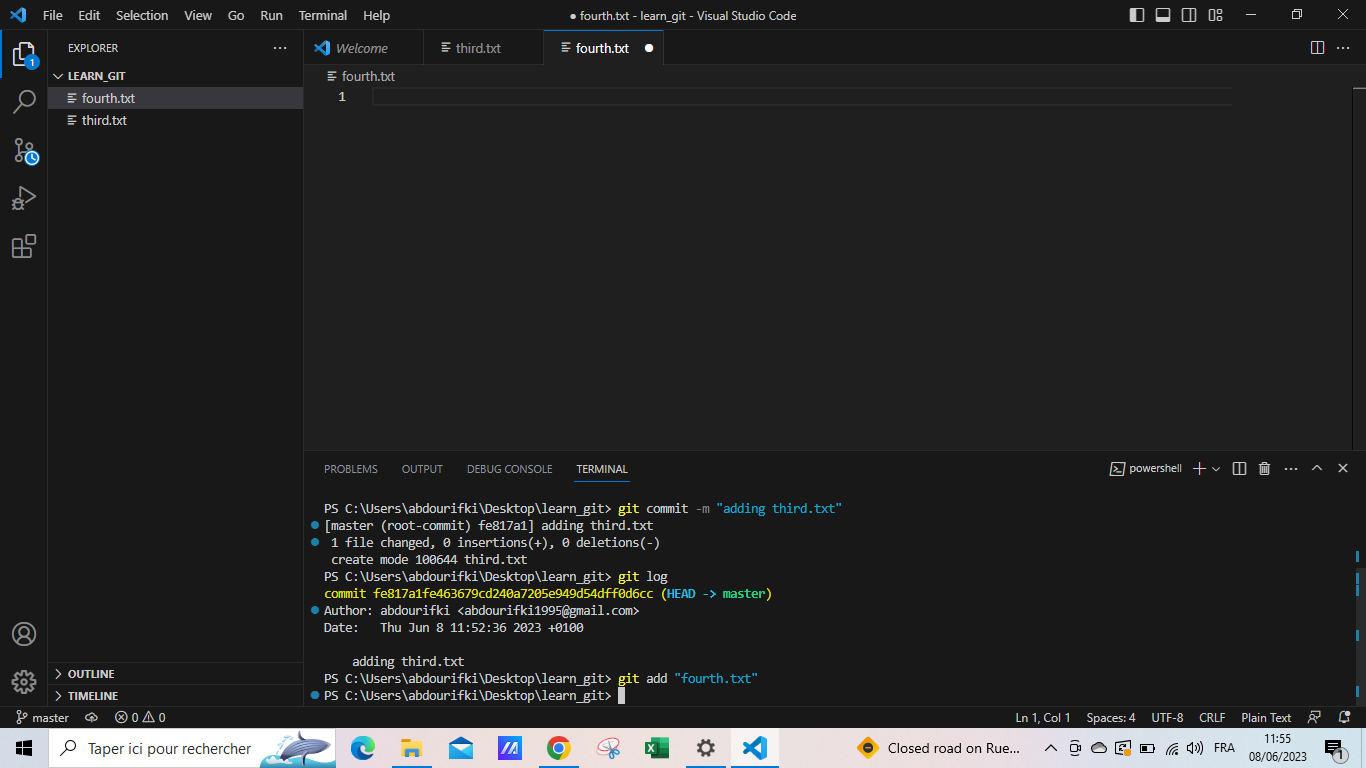 File Edit Selection View Go Run Terminal Help
● fourth.txt - learn_git - Visual Studio Code
1
EXPLORER
LEARN_GIT
fourth.txt
third.txt
OUTLINE
TIMELINE
Welcome third.txt fourth.txt
fourth.txt
1
PROBLEMS OUTPUT DEBUG CONSOLE TERMINAL
powershell
PS C:\Users\abdourifki\Desktop\learn_git> git commit -m "adding third.txt"
[master (root-commit) fe817a1] adding third.txt
1 file changed, 0 insertions(+), 0 deletions(-)
create mode 100644 third.txt
PS C:\Users\abdourifki\Desktop\learn_git> git log
commit fe817a1fe463679cd240a7205e949d54dff0d6cc (HEAD -> master)
Author: abdourifki <abdourifki1995@gmail.com>
Date:   Thu Jun 8 11:52:36 2023 +0100
adding third.txt
PS C:\Users\abdourifki\Desktop\learn_git> git add "fourth.txt"
PS C:\Users\abdourifki\Desktop\learn_git>
master 0 0 Ln 1, Col 1 Spaces: 4 UTF-8 CRLF Plain Text
Taper ici pour rechercher
Closed road on Rue...
FRA
11:55
08/06/2023
1